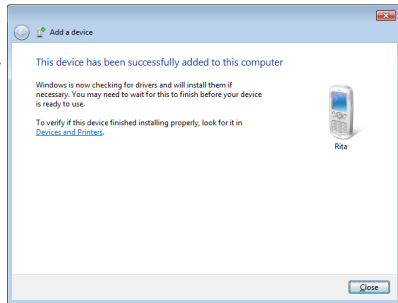 Add a device
This device has been successfully added to this computer
Windows is now checking for drivers and will install them if
necessary. You may need to wait for this to finish before your device
is ready to use.
To verify if this device finished installing properly, look for it in
Devices and Printers.
Rita
Close